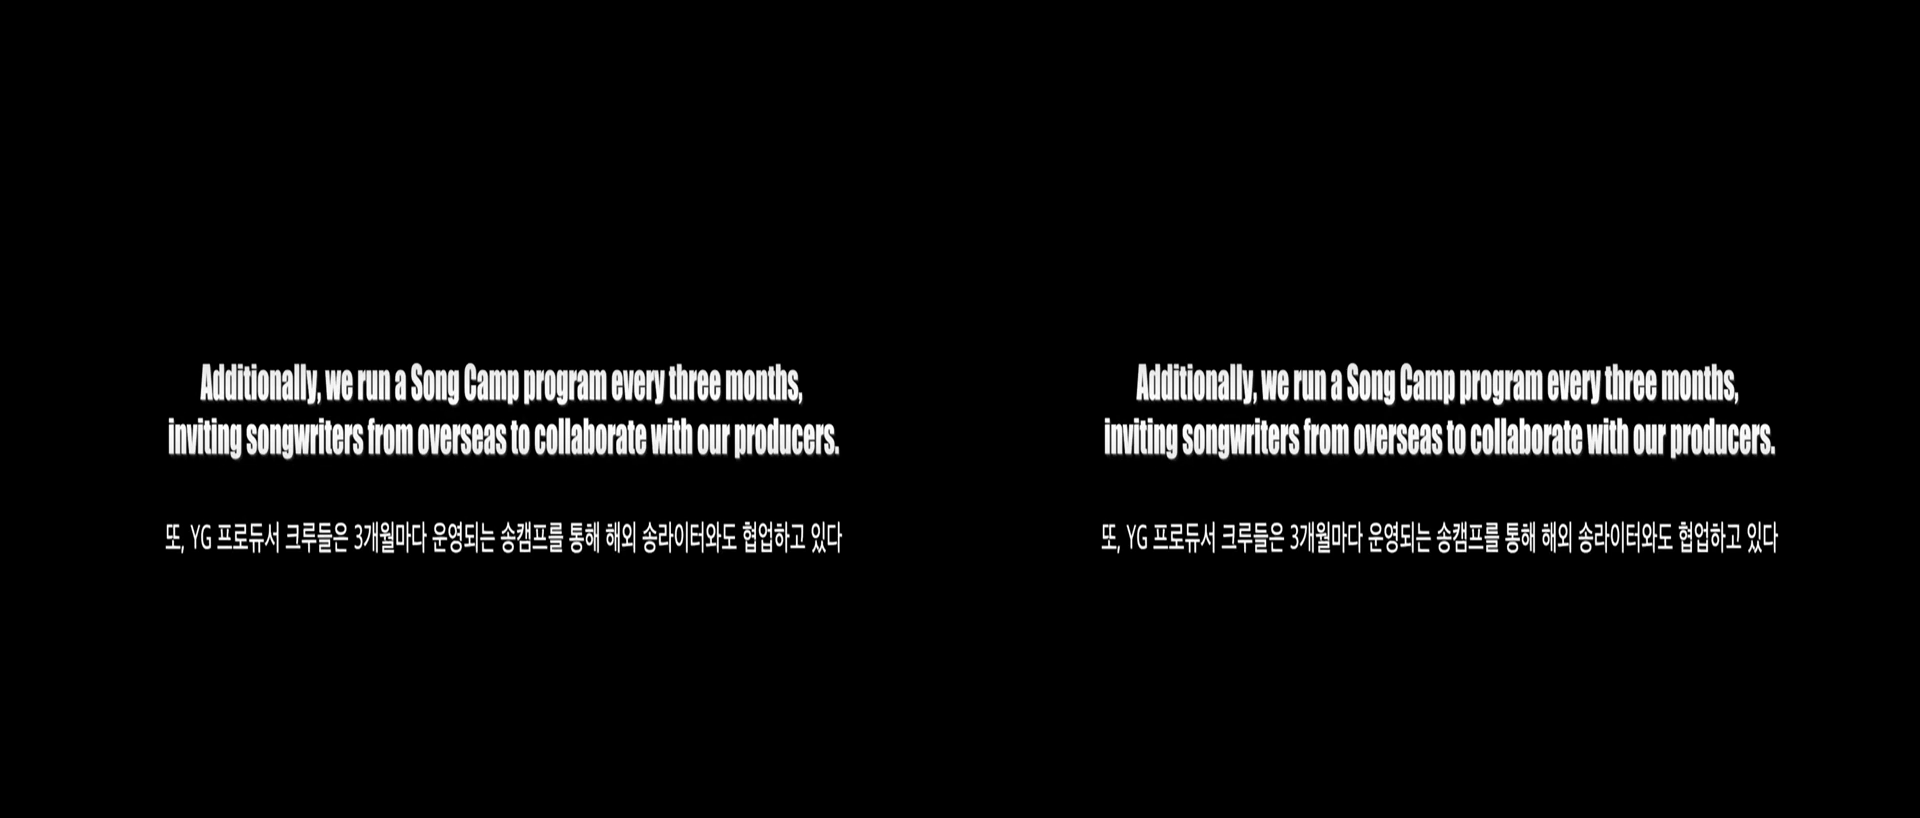 Additionally, we run a Song Camp program every three months,
inviting songwriters from overseas to collaborate with our producers.
또, YG 프로듀서 크루들은 3개월마다 운영되는 송캠프를 통해 해외 송라이터와도 협업하고 있다
Additionally, we run a Song Camp program every three months,
inviting songwriters from overseas to collaborate with our producers.
또, YG 프로듀서 크루들은 3개월마다 운영되는 송캠프를 통해 해외 송라이터와도 협업하고 있다